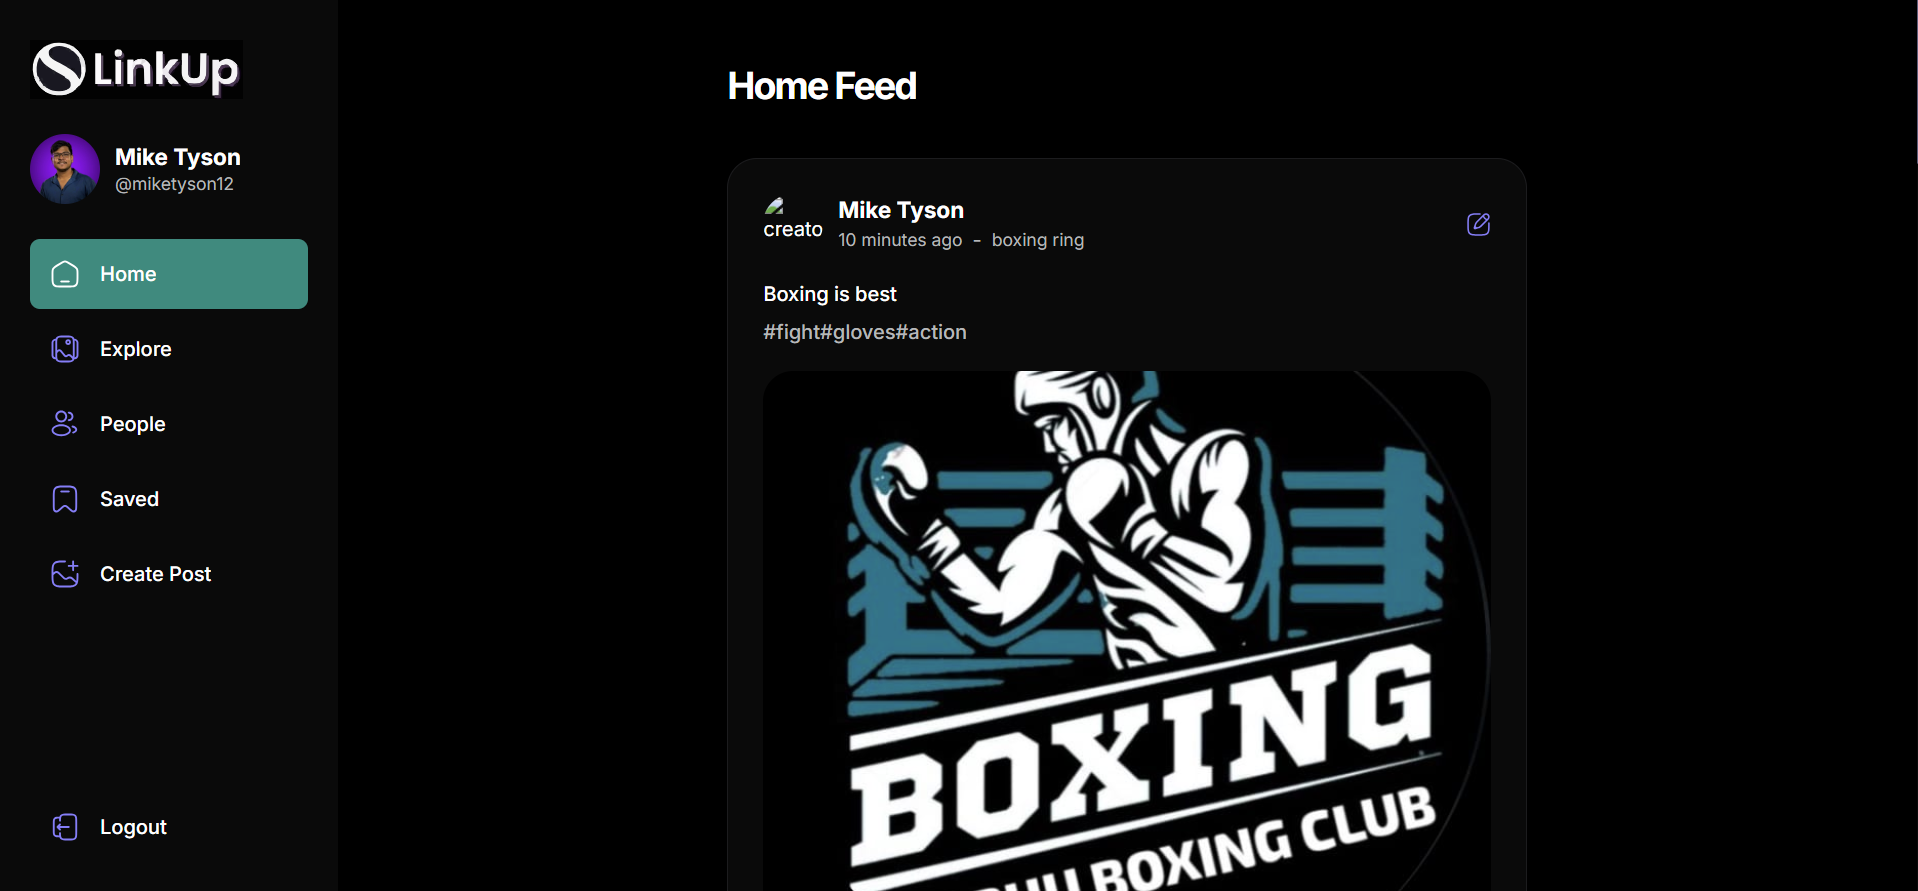 LinkUp
Mike Tyson
@miketyson12
Home
Explore
People
Saved
Create Post
Logout
Home Feed
creato
Mike Tyson
10 minutes ago - boxing ring
Boxing is best
#fight#gloves#action
BOXING
BOXING CLUB